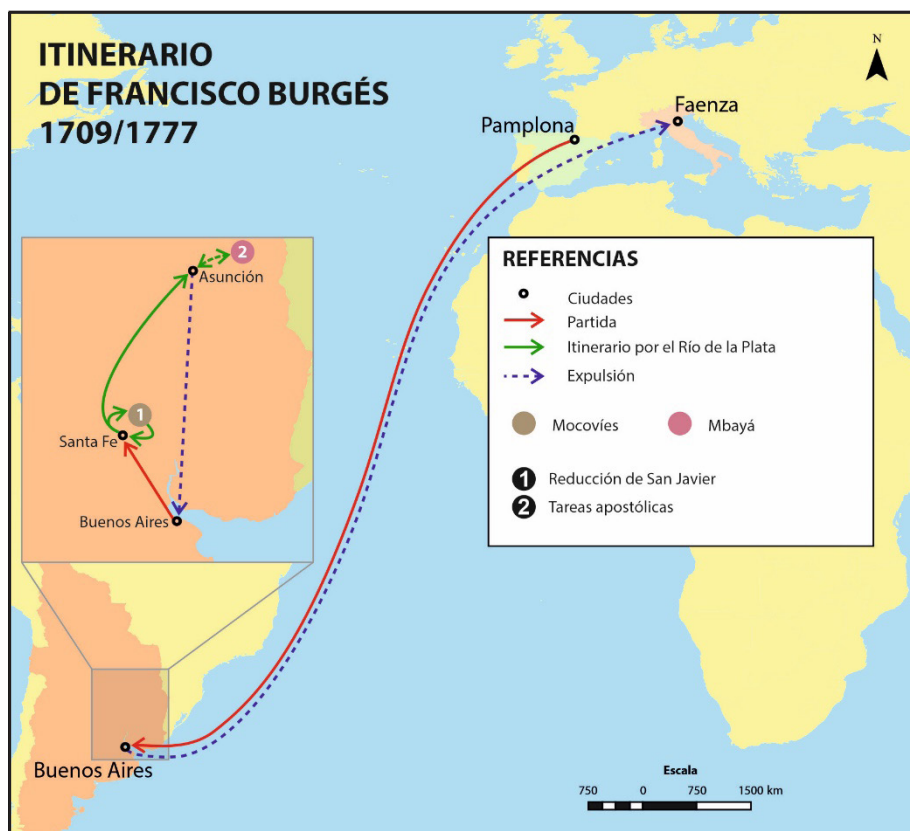 ITINERARIO
DE FRANCISCO BURGÉS
1709/1777
N
Faenza
Pamplona
2
Asunción
1
Santa Fe
Buenos Aires
REFERENCIAS
Ciudades
Partida
Itinerario por el Río de la Plata
Expulsión
Mocovíes
Mbayá
1 Reducción de San Javier
2 Tareas apostólicas
Buenos Aires
Escala
750 0 750 1500 km